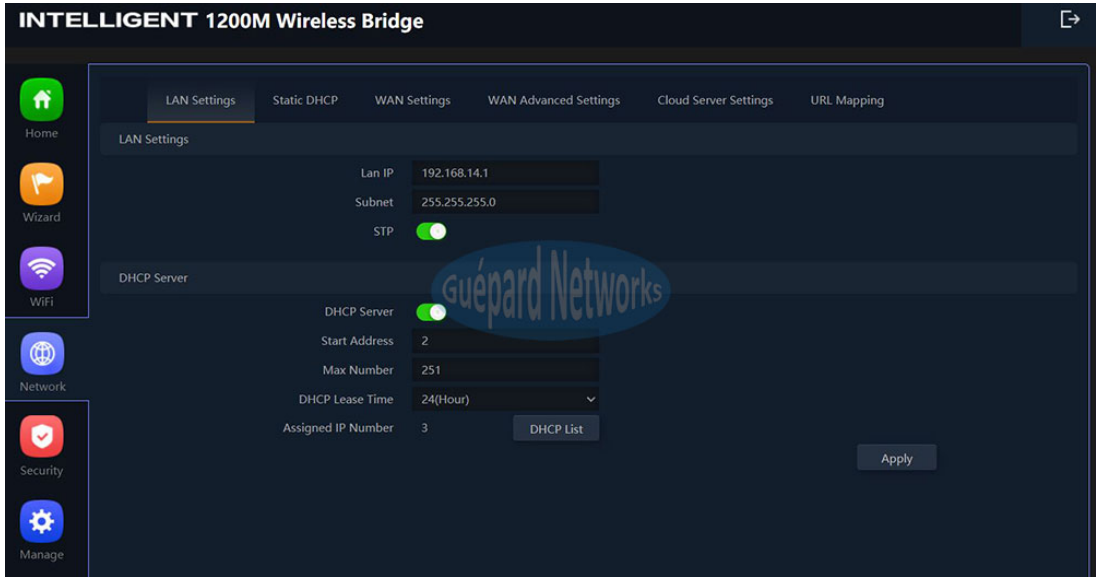 INTELLIGENT 1200M Wireless Bridge
Home
Wizard
WiFi
Network
Security
Manage
LAN Settings Static DHCP WAN Settings WAN Advanced Settings Cloud Server Settings URL Mapping
LAN Settings
Lan IP 192.168.14.1
Subnet 255.255.255.0
STP
Guépard Networks
DHCP Server
DHCP Server
Start Address 2
Max Number 251
DHCP Lease Time 24(Hour)
Assigned IP Number 3 DHCP List
Apply